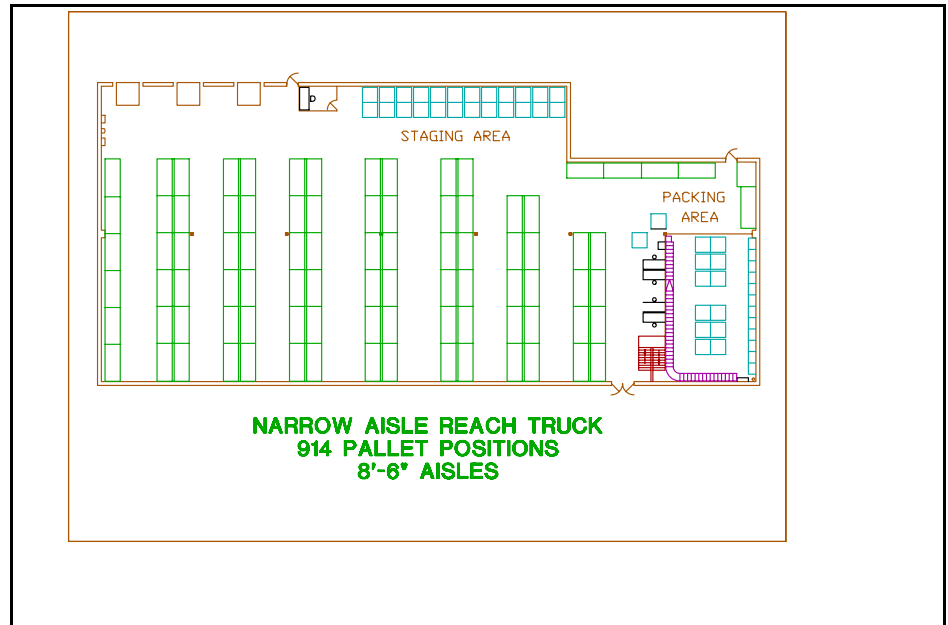 STAGING AREA
PACKING
AREA
NARROW AISLE REACH TRUCK
914 PALLET POSITIONS
8'-6" AISLES